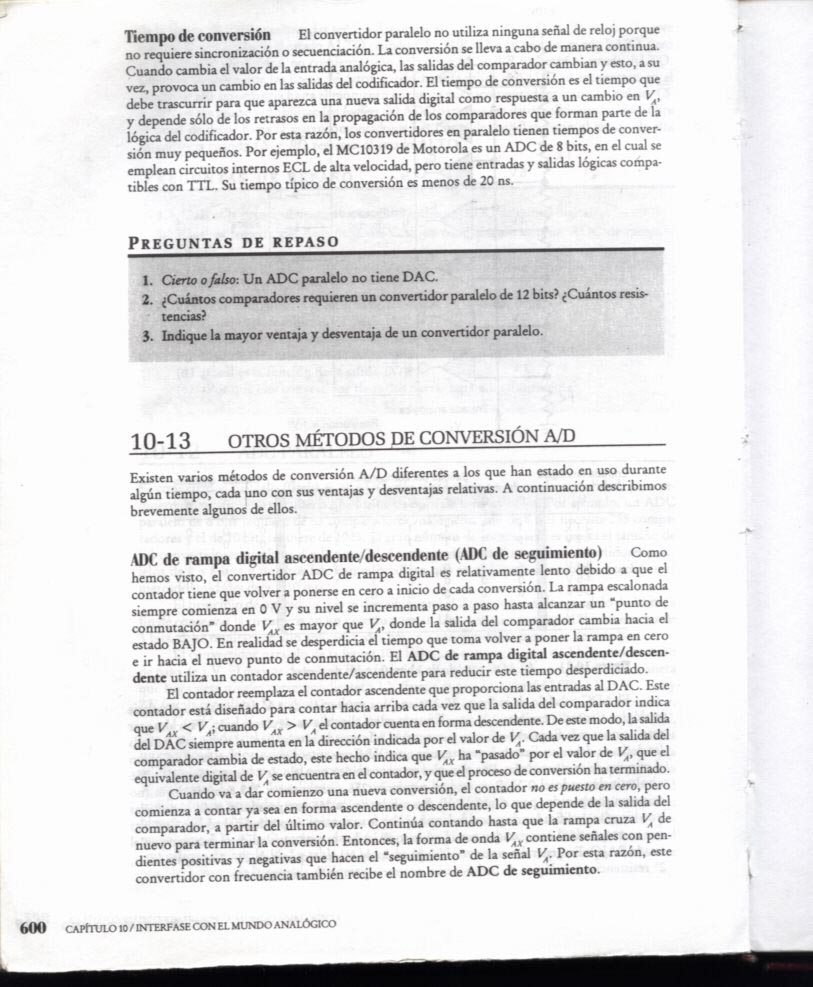 Tiempo de conversión El convertidor paralelo no utiliza ninguna señal de reloj porque
no requiere sincronización o secuenciación. La conversión se lleva a cabo de manera continua.
Cuando cambia el valor de la entrada analógica, las salidas del comparador cambian y esto, a su
vez, provoca un cambio en las salidas del codificador. El tiempo de conversión es el tiempo que
debe trascurrir para que aparezca una nueva salida digital como respuesta a un cambio en V_A,
y depende sólo de los retrasos en la propagación de los comparadores que forman parte de la
lógica del codificador. Por esta razón, los convertidores en paralelo tienen tiempos de conver-
sión muy pequeños. Por ejemplo, el MC10319 de Motorola es un ADC de 8 bits, en el cual se
emplean circuitos internos ECL de alta velocidad, pero tiene entradas y salidas lógicas compa-
tibles con TTL. Su tiempo típico de conversión es menos de 20 ns.
PREGUNTAS DE REPASO
1. Cierto o falso: Un ADC paralelo no tiene DAC.
2. ¿Cuántos comparadores requieren un convertidor paralelo de 12 bits? ¿Cuántos resis-
tencias?
3. Indique la mayor ventaja y desventaja de un convertidor paralelo.
10-13 OTROS MÉTODOS DE CONVERSIÓN A/D
Existen varios métodos de conversión A/D diferentes a los que han estado en uso durante
algún tiempo, cada uno con sus ventajas y desventajas relativas. A continuación describimos
brevemente algunos de ellos.
ADC de rampa digital ascendente/descendente (ADC de seguimiento) Como
hemos visto, el convertidor ADC de rampa digital es relativamente lento debido a que el
contador tiene que volver a ponerse en cero a inicio de cada conversión. La rampa escalonada
siempre comienza en 0 V y su nivel se incrementa paso a paso hasta alcanzar un "punto de
conmutación" donde V_AX es mayor que V_A, donde la salida del comparador cambia hacia el
estado BAJO. En realidad se desperdicia el tiempo que toma volver a poner la rampa en cero
e ir hacia el nuevo punto de conmutación. El ADC de rampa digital ascendente/descen-
dente utiliza un contador ascendente/ascendente para reducir este tiempo desperdiciado.
El contador reemplaza el contador ascendente que proporciona las entradas al DAC. Este
contador está diseñado para contar hacia arriba cada vez que la salida del comparador indica
que V_AX < V_A; cuando V_AX > V_A el contador cuenta en forma descendente. De este modo, la salida
del DAC siempre aumenta en la dirección indicada por el valor de V_A. Cada vez que la salida del
comparador cambia de estado, este hecho indica que V_AX ha "pasado" por el valor de V_A, que el
equivalente digital de V_A se encuentra en el contador, y que el proceso de conversión ha terminado.
Cuando va a dar comienzo una nueva conversión, el contador no es puesto en cero, pero
comienza a contar ya sea en forma ascendente o descendente, lo que depende de la salida del
comparador, a partir del último valor. Continúa contando hasta que la rampa cruza V_A de
nuevo para terminar la conversión. Entonces, la forma de onda V_AX contiene señales con pen-
dientes positivas y negativas que hacen el "seguimiento" de la señal V_A. Por esta razón, este
convertidor con frecuencia también recibe el nombre de ADC de seguimiento.
600 CAPÍTULO 10 / INTERFASE CON EL MUNDO ANALÓGICO